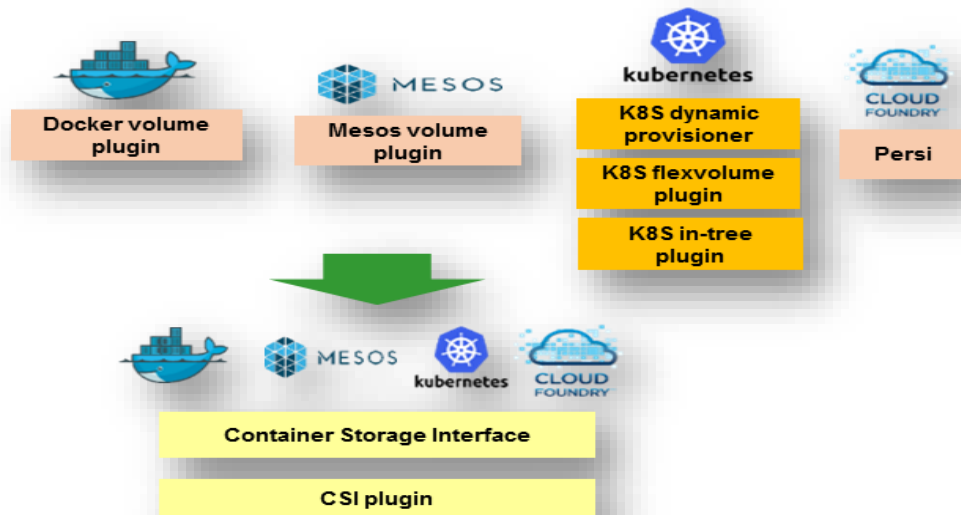 MESOS
kubernetes
CLOUD
FOUNDRY
Docker volume
plugin
Mesos volume
plugin
K8S dynamic
provisioner
Persi
K8S flexvolume
plugin
K8S in-tree
plugin
MESOS
kubernetes
CLOUD
FOUNDRY
Container Storage Interface
CSI plugin